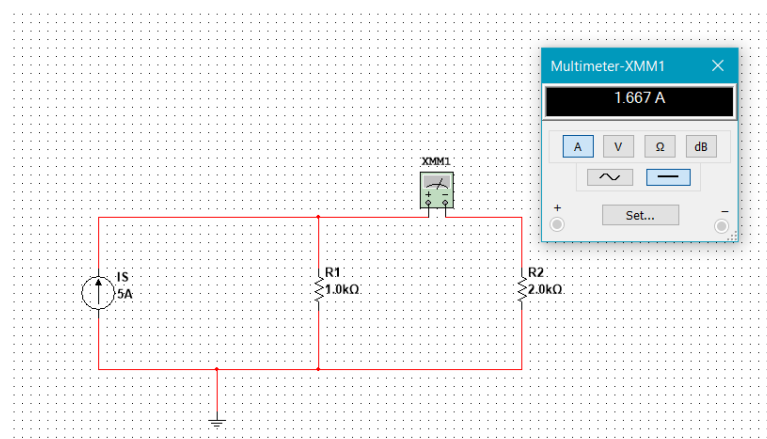 Multimeter-XMM1
1.667 A
A V Ω dB
+ Set... −
XMM1
+ −
IS
5A
R1
1.0kΩ
R2
2.0kΩ